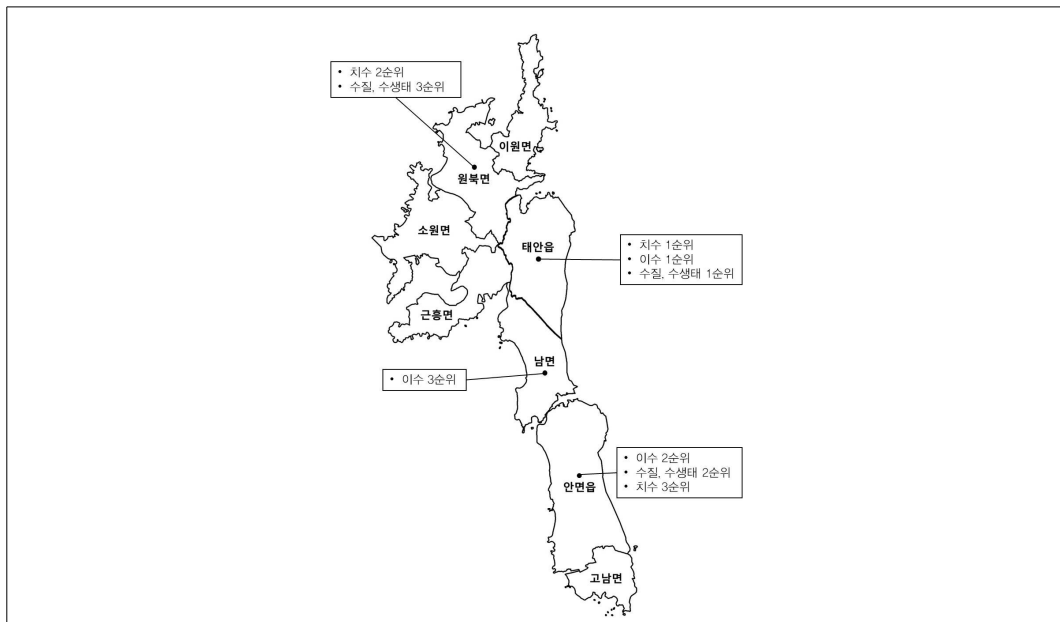 • 치수 2순위
• 수질, 수생태 3순위
이원면
원북면
소원면
태안읍
• 치수 1순위
• 이수 1순위
• 수질, 수생태 1순위
근흥면
남면
• 이수 3순위
• 이수 2순위
• 수질, 수생태 2순위
• 치수 3순위
안면읍
고남면